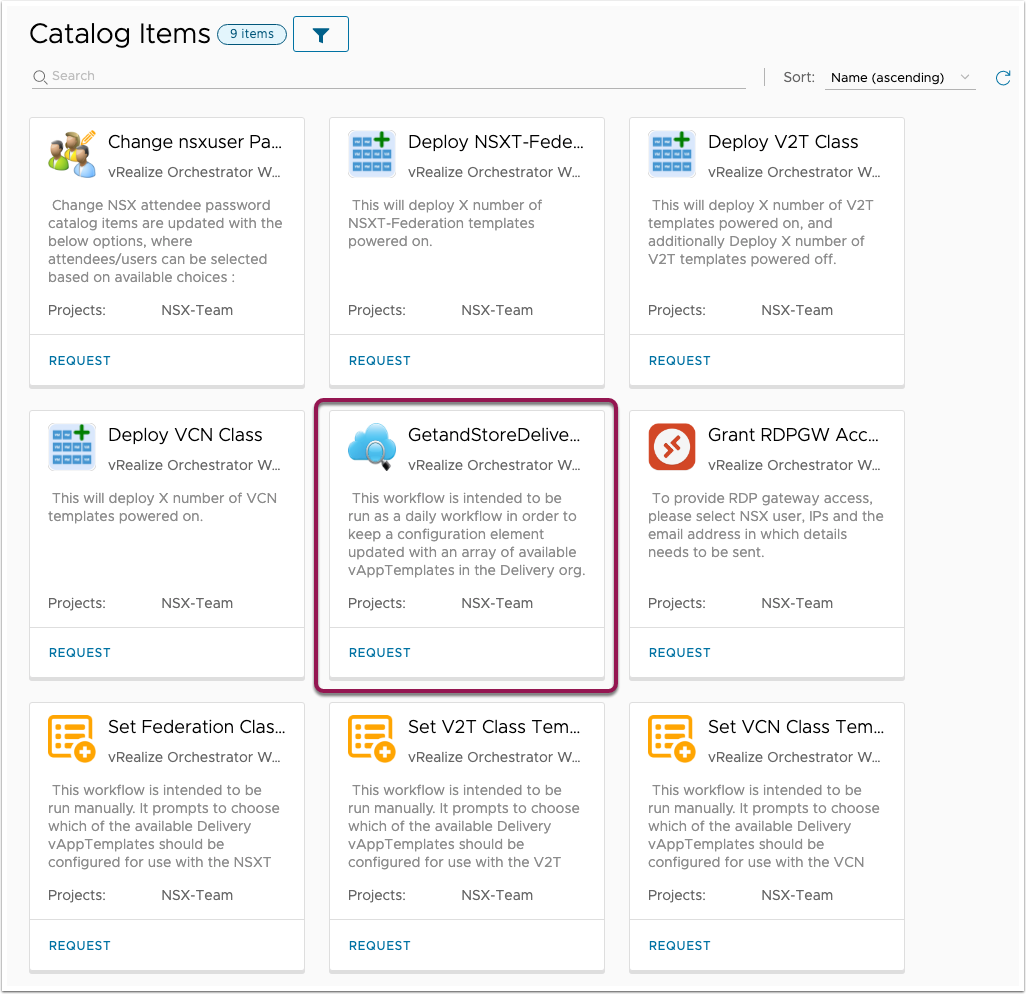 Catalog Items
9 items
Search
Sort:
Name (ascending)
Change nsxuser Pa...
vRealize Orchestrator W...
Change NSX attendee password
catalog items are updated with the
below options, where
attendees/users can be selected
based on available choices :
Projects: NSX-Team
REQUEST
Deploy NSXT-Fede...
vRealize Orchestrator W...
This will deploy X number of
NSXT-Federation templates
powered on.
Projects: NSX-Team
REQUEST
Deploy V2T Class
vRealize Orchestrator W...
This will deploy X number of V2T
templates powered on, and
additionally Deploy X number of
V2T templates powered off.
Projects: NSX-Team
REQUEST
Deploy VCN Class
vRealize Orchestrator W...
This will deploy X number of VCN
templates powered on.
Projects: NSX-Team
REQUEST
GetandStoreDelive...
vRealize Orchestrator W...
This workflow is intended to be
run as a daily workflow in order to
keep a configuration element
updated with an array of available
vAppTemplates in the Delivery org.
Projects: NSX-Team
REQUEST
Grant RDPGW Acc...
vRealize Orchestrator W...
To provide RDP gateway access,
please select NSX user, IPs and the
email address in which details
needs to be sent.
Projects: NSX-Team
REQUEST
Set Federation Clas...
vRealize Orchestrator W...
This workflow is intended to be
run manually. It prompts to choose
which of the available Delivery
vAppTemplates should be
configured for use with the NSXT
Projects: NSX-Team
REQUEST
Set V2T Class Tem...
vRealize Orchestrator W...
This workflow is intended to be
run manually. It prompts to choose
which of the available Delivery
vAppTemplates should be
configured for use with the V2T
Projects: NSX-Team
REQUEST
Set VCN Class Tem...
vRealize Orchestrator W...
This workflow is intended to be
run manually. It prompts to choose
which of the available Delivery
vAppTemplates should be
configured for use with the VCN
Projects: NSX-Team
REQUEST